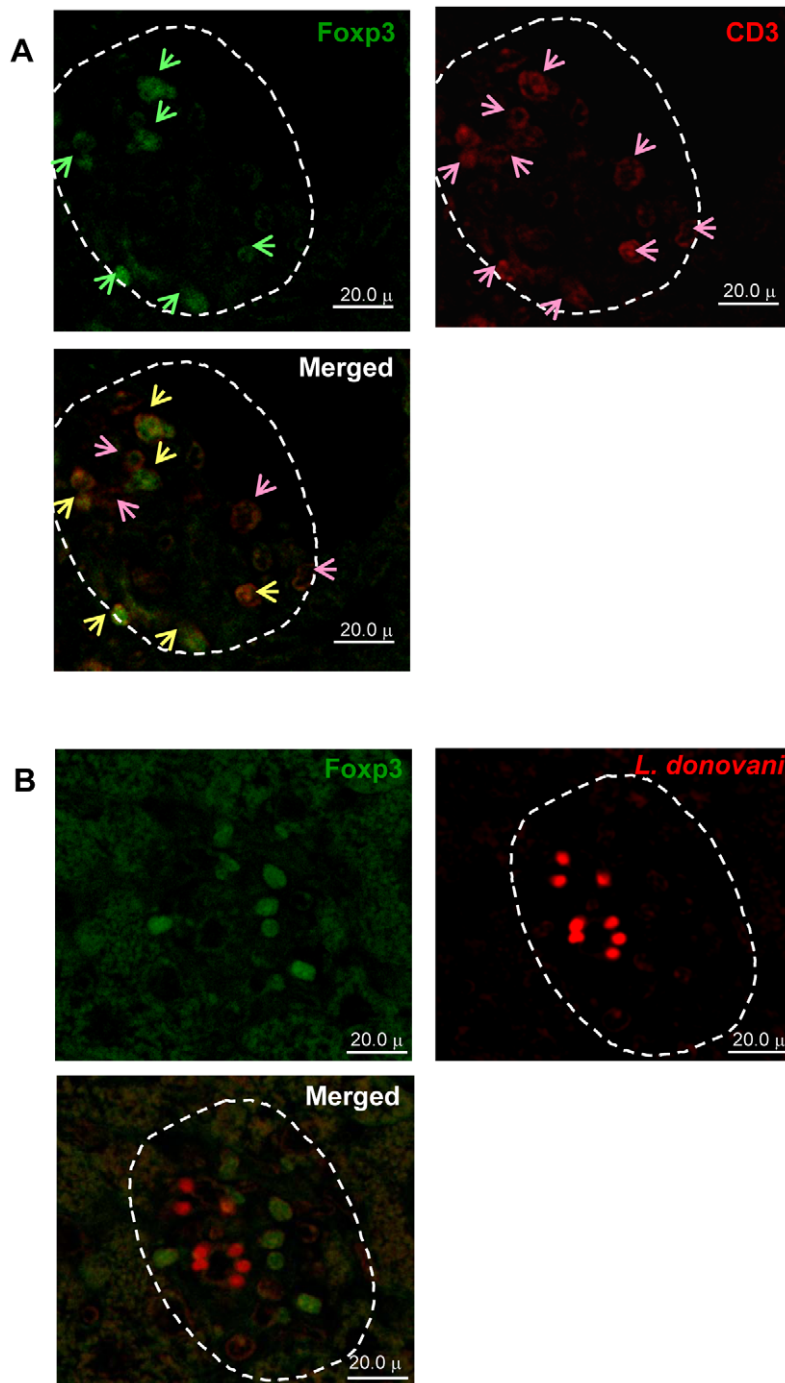 A
Foxp3
20.0 μ
CD3
20.0 μ
Merged
20.0 μ
B
Foxp3
20.0 μ
L. donovani
20.0 μ
Merged
20.0 μ